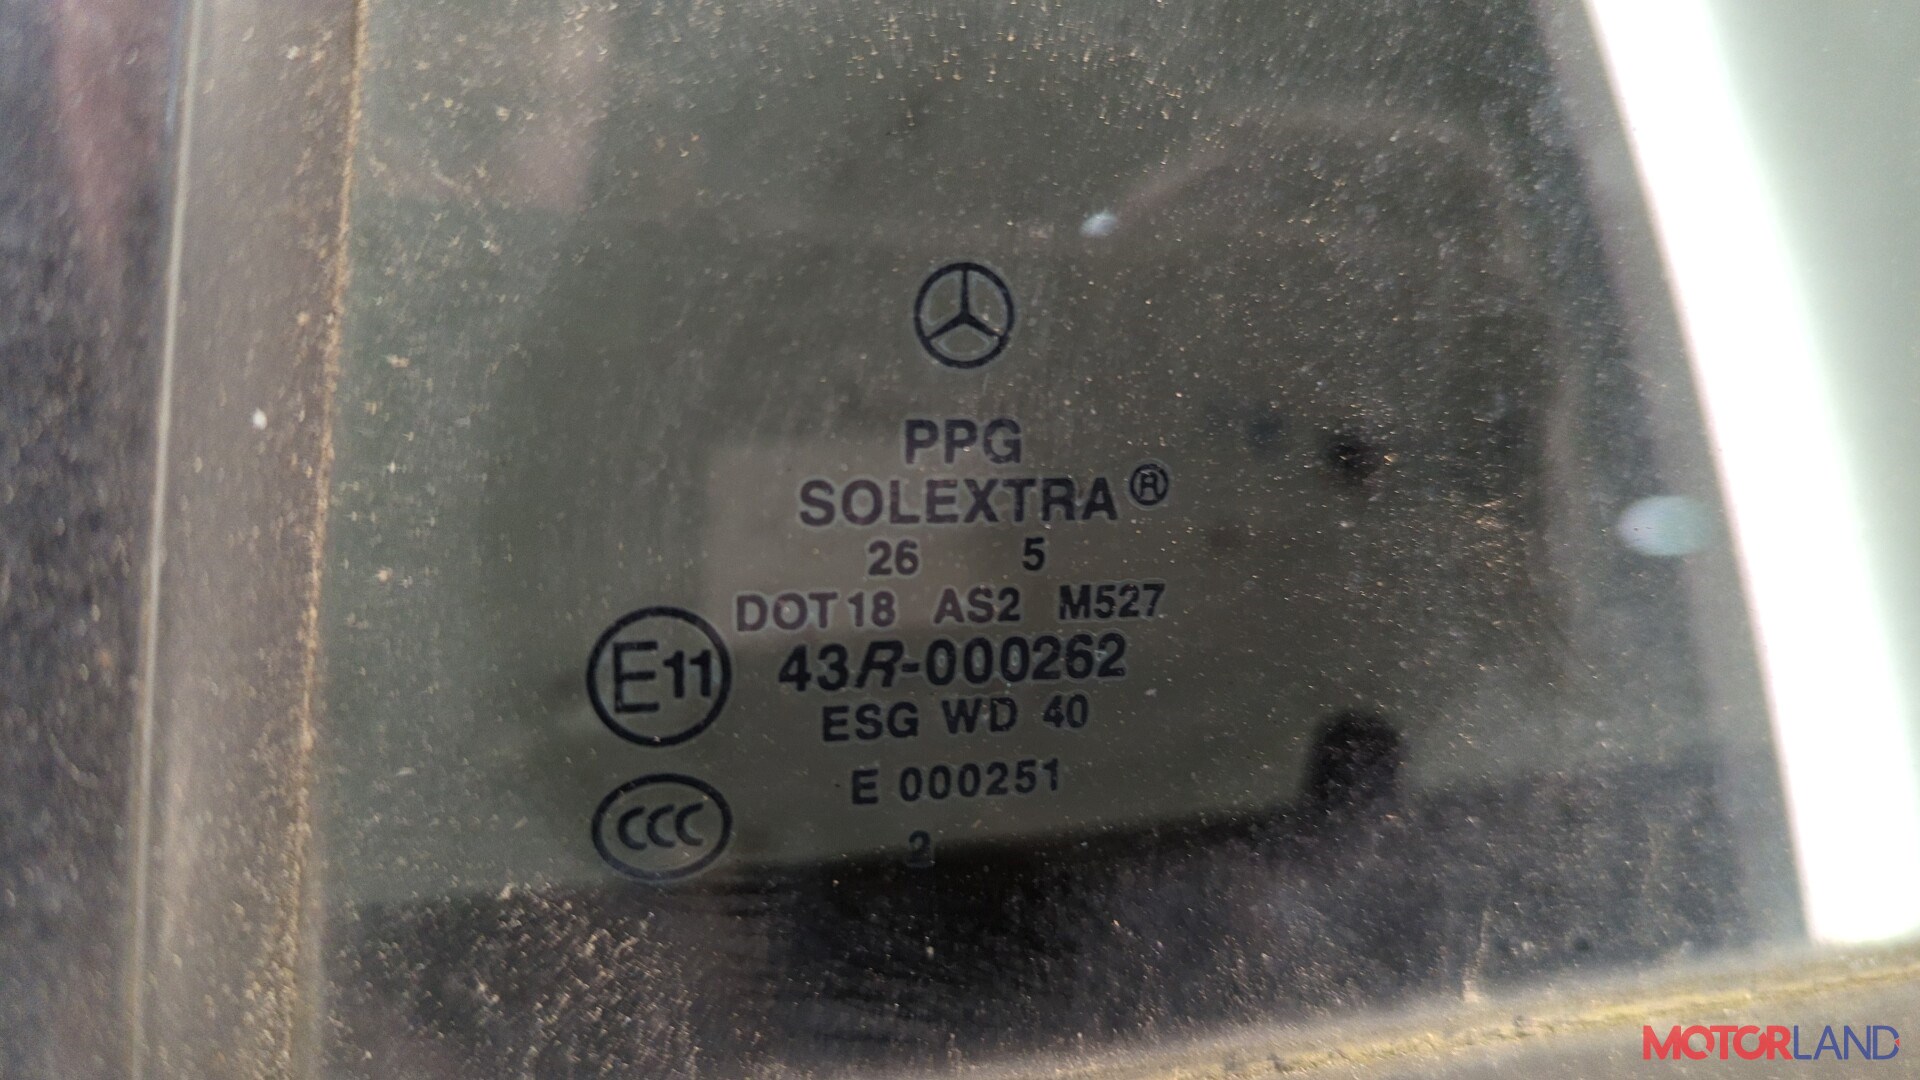 PPG
SOLEXTRA®
26 5
DOT 18 AS2 M527
E11 43R-000262
ESG WD 40
E 000251
CCC
2
MOTORLAND